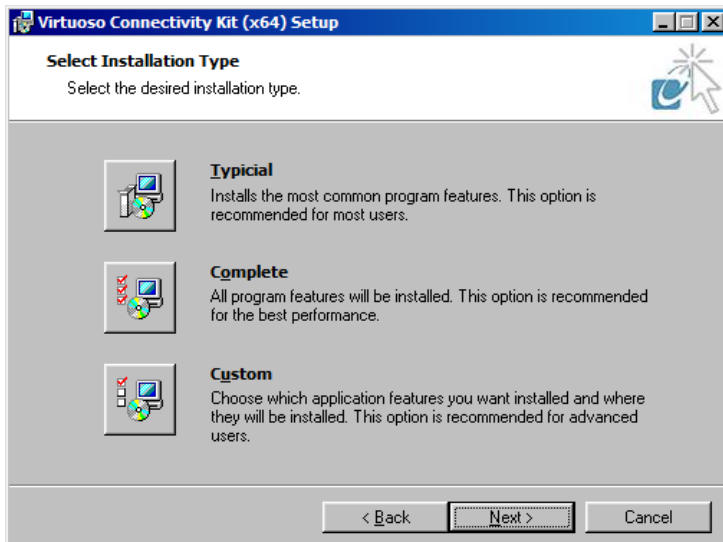 Virtuoso Connectivity Kit (x64) Setup
Select Installation Type
Select the desired installation type.
Typicial
Installs the most common program features. This option is
recommended for most users.
Complete
All program features will be installed. This option is recommended
for the best performance.
Custom
Choose which application features you want installed and where
they will be installed. This option is recommended for advanced
users.
< Back
Next >
Cancel